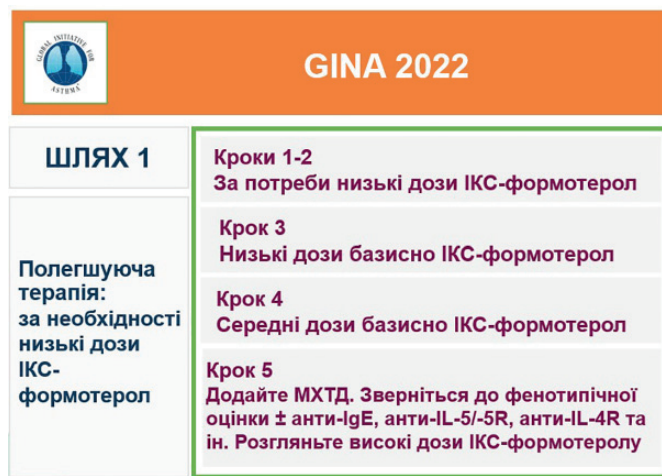 GLOBAL INITIATIVE FOR
ASTHMA
GINA 2022
ШЛЯХ 1
Полегшуюча
терапія:
за необхідності
низькі дози
ІКС-
формотерол
Кроки 1-2
За потреби низькі дози ІКС-формотерол
Крок 3
Низькі дози базисно ІКС-формотерол
Крок 4
Середні дози базисно ІКС-формотерол
Крок 5
Додайте МХТД. Зверніться до фенотипічної
оцінки ± анти-IgE, анти-IL-5/-5R, анти-IL-4R та
ін. Розгляньте високі дози ІКС-формотеролу